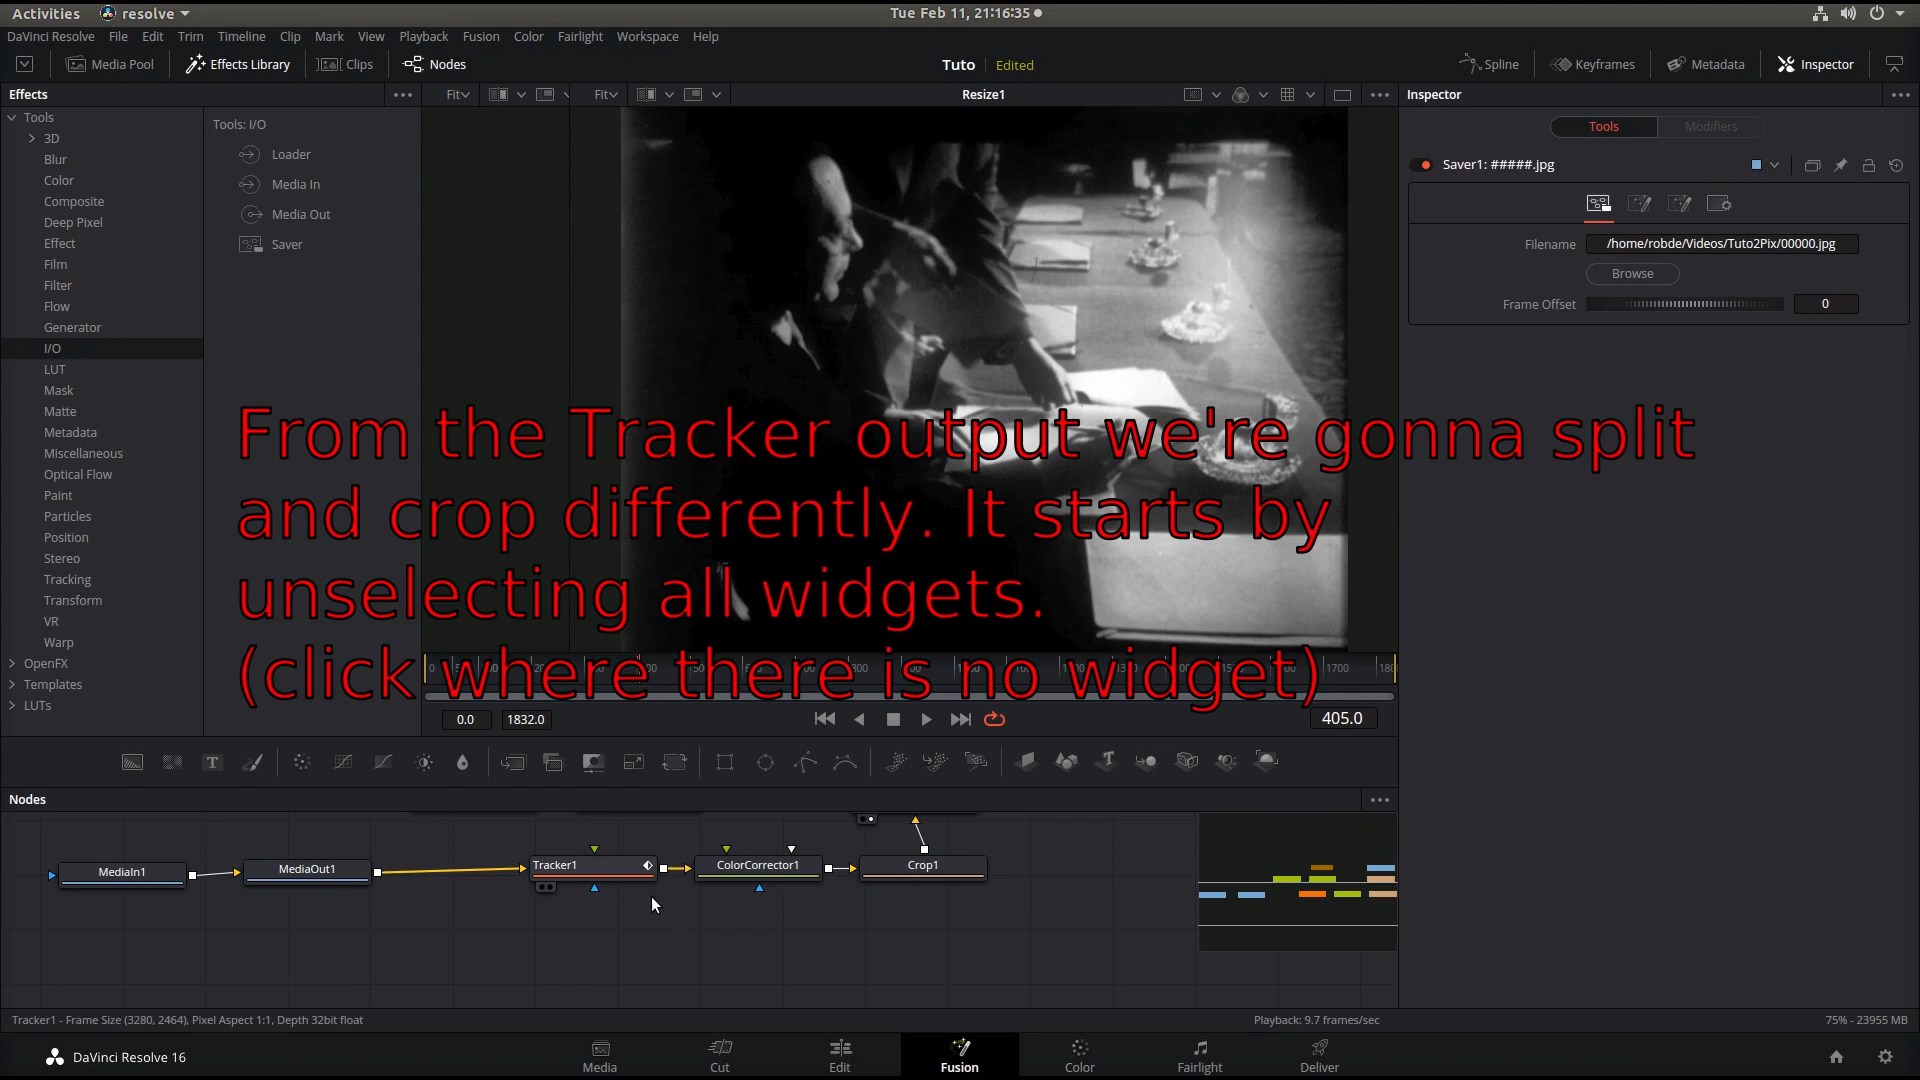 Activities resolve Tue Feb 11, 21:16:35
DaVinci Resolve File Edit Trim Timeline Clip Mark View Playback Fusion Color Fairlight Workspace Help
Media Pool Effects Library Clips Nodes Tuto Edited Spline Keyframes Metadata Inspector
Effects Fit Fit Resize1 Inspector
Tools
3D
Blur
Color
Composite
Deep Pixel
Effect
Film
Filter
Flow
Generator
I/O
LUT
Mask
Matte
Metadata
Miscellaneous
Optical Flow
Paint
Particles
Position
Stereo
Tracking
Transform
VR
Warp
OpenFX
Templates
LUTs
Tools: I/O
Loader
Media In
Media Out
Saver
Tools Modifiers
Saver1: #####.jpg
Filename /home/robde/Videos/Tuto2Pix/00000.jpg
Browse
Frame Offset 0
From the Tracker output we're gonna split
and crop differently. It starts by
unselecting all widgets.
(click where there is no widget)
0.0 1832.0 405.0
Nodes
MediaIn1 MediaOut1 Tracker1 ColorCorrector1 Crop1
Tracker1 - Frame Size (3280, 2464), Pixel Aspect 1:1, Depth 32bit float Playback: 9.7 frames/sec 75% - 23955 MB
DaVinci Resolve 16 Media Cut Edit Fusion Color Fairlight Deliver